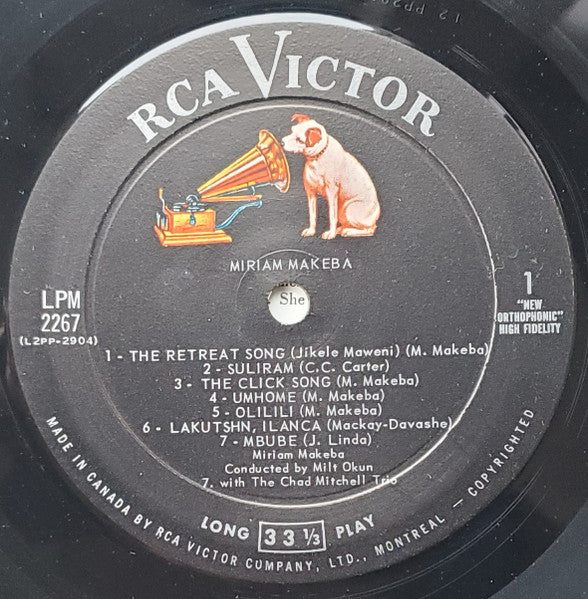 RCA VICTOR
MIRIAM MAKEBA
She
LPM
2267
(L2PP-2904)
1
"NEW
ORTHOPHONIC"
HIGH FIDELITY
1 - THE RETREAT SONG (Jikele Maweni) (M. Makeba)
2 - SULIRAM (C.C. Carter)
3 - THE CLICK SONG (M. Makeba)
4 - UMHOME (M. Makeba)
5 - OLILILI (M. Makeba)
6 - LAKUTSHN, ILANCA (Mackay-Davashe)
7 - MBUBE (J. Linda)
Miriam Makeba
Conducted by Milt Okun
7. with The Chad Mitchell Trio
LONG 33 1/3 PLAY
MADE IN CANADA BY RCA VICTOR COMPANY, LTD., MONTREAL — COPYRIGHTED